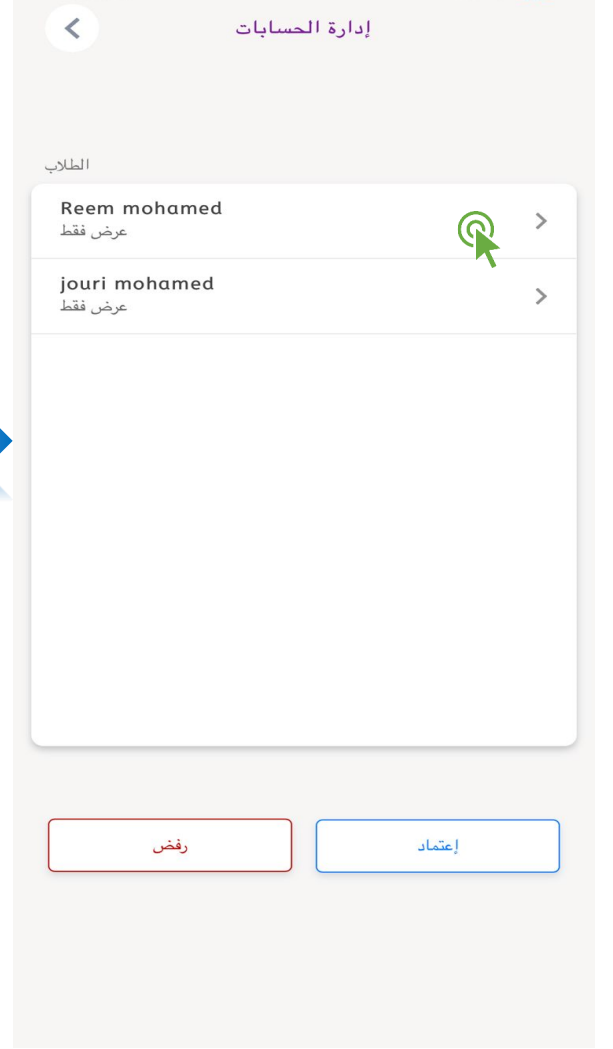 إدارة الحسابات
الطلاب
Reem mohamed
عرض فقط
jouri mohamed
عرض فقط
إعتماد
رفض